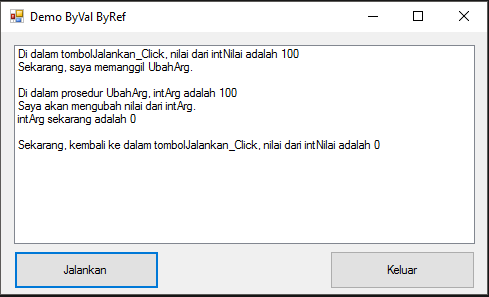 Demo ByVal ByRef
Di dalam tombolJalankan_Click, nilai dari intNilai adalah 100
Sekarang, saya memanggil UbahArg.
Di dalam prosedur UbahArg, intArg adalah 100
Saya akan mengubah nilai dari intArg.
intArg sekarang adalah 0
Sekarang, kembali ke dalam tombolJalankan_Click, nilai dari intNilai adalah 0
Jalankan
Keluar